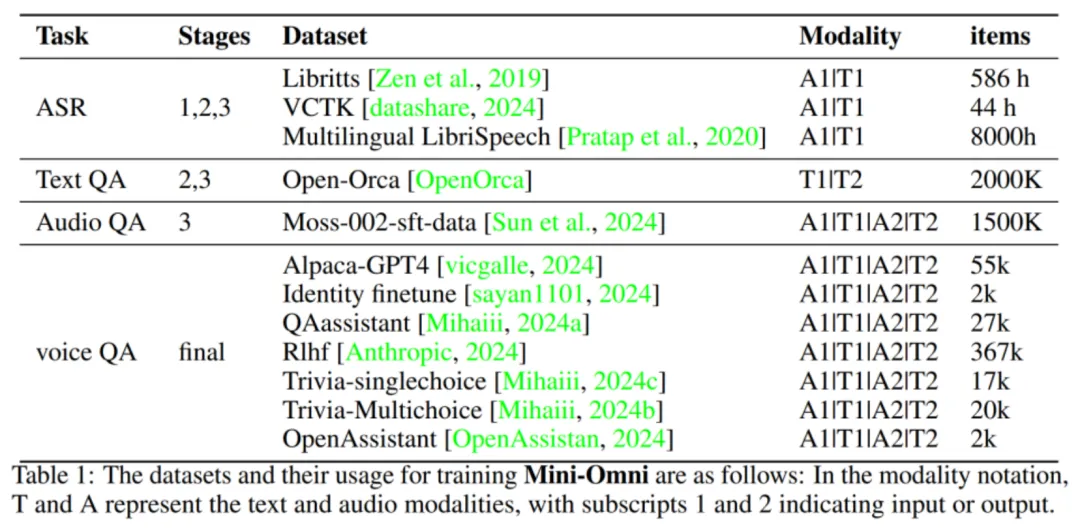 Task Stages Dataset Modality items
Libritts [Zen et al., 2019] A1|T1 586 h
ASR 1,2,3 VCTK [datashare, 2024] A1|T1 44 h
Multilingual LibriSpeech [Pratap et al., 2020] A1|T1 8000h
Text QA 2,3 Open-Orca [OpenOrca] T1|T2 2000K
Audio QA 3 Moss-002-sft-data [Sun et al., 2024] A1|T1|A2|T2 1500K
Alpaca-GPT4 [vicgalle, 2024] A1|T1|A2|T2 55k
Identity finetune [sayan1101, 2024] A1|T1|A2|T2 2k
QAassistant [Mihaiii, 2024a] A1|T1|A2|T2 27k
voice QA final Rlhf [Anthropic, 2024] A1|T1|A2|T2 367k
Trivia-singlechoice [Mihaiii, 2024c] A1|T1|A2|T2 17k
Trivia-Multichoice [Mihaiii, 2024b] A1|T1|A2|T2 20k
OpenAssistant [OpenAssistan, 2024] A1|T1|A2|T2 2k
Table 1: The datasets and their usage for training Mini-Omni are as follows: In the modality notation,
T and A represent the text and audio modalities, with subscripts 1 and 2 indicating input or output.